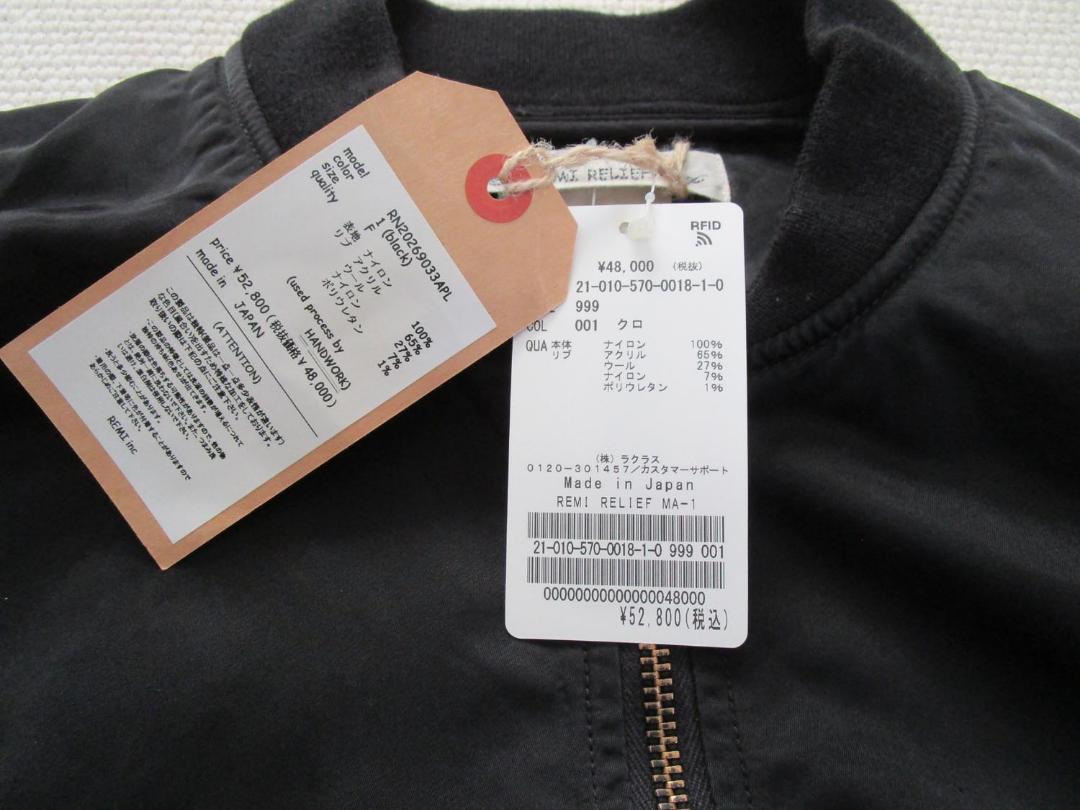 model RN20269033APL
color 1 (black)
size F
quality 表地 ナイロン 100%
リブ アクリル 65%
ウール 27%
ナイロン 7%
ポリウレタン 1%
(used process by HANDWORK)
price ¥52,800(税抜価格¥48,000)
made in JAPAN
(ATTENTION)
REMI inc
REMI RELIEF
RFID
¥48,000 (税抜)
21-010-570-0018-1-0
999
COL 001 クロ
QUA 本体 ナイロン 100%
リブ アクリル 65%
ウール 27%
ナイロン 7%
ポリウレタン 1%
(株)ラクラス
0120-301457/カスタマーサポート
Made in Japan
REMI RELIEF MA-1
21-010-570-0018-1-0 999 001
00000000000000048000
¥52,800(税込)